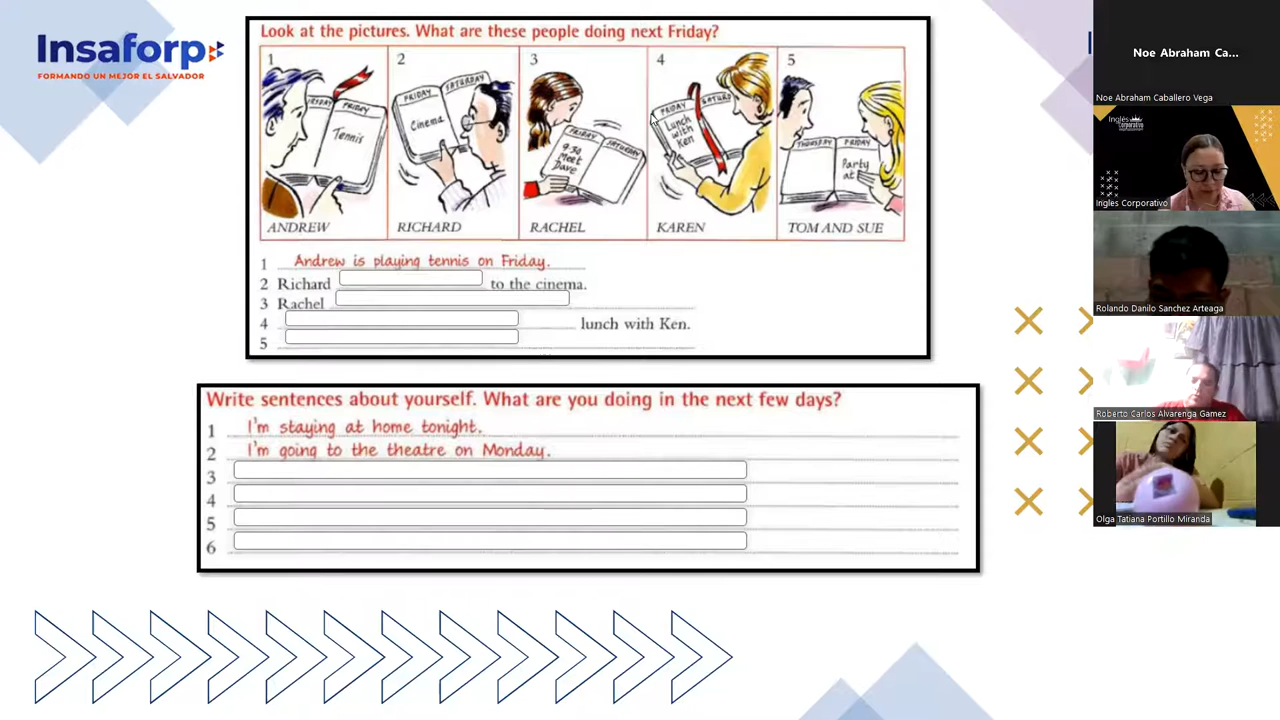 Insaforp
FORMANDO UN MEJOR EL SALVADOR
Look at the pictures. What are these people doing next Friday?
1
2
3
4
5
FRIDAY
Tennis
FRIDAY
SATURDAY
Cinema
FRIDAY
SATURDAY
9.30
Meet
Dave
FRIDAY
Lunch
with
Ken
THURSDAY
FRIDAY
Party
at
ANDREW
RICHARD
RACHEL
KAREN
TOM AND SUE
1 Andrew is playing tennis on Friday.
2 Richard to the cinema.
3 Rachel
4 lunch with Ken.
5
Write sentences about yourself. What are you doing in the next few days?
1 I'm staying at home tonight.
2 I'm going to the theatre on Monday.
3
4
5
6
Noe Abraham Ca...
Noe Abraham Caballero Vega
Inglés
Corporativo
Ingles Corporativo
Rolando Danilo Sanchez Arteaga
Roberto Carlos Alvarenga Gamez
Olga Tatiana Portillo Miranda